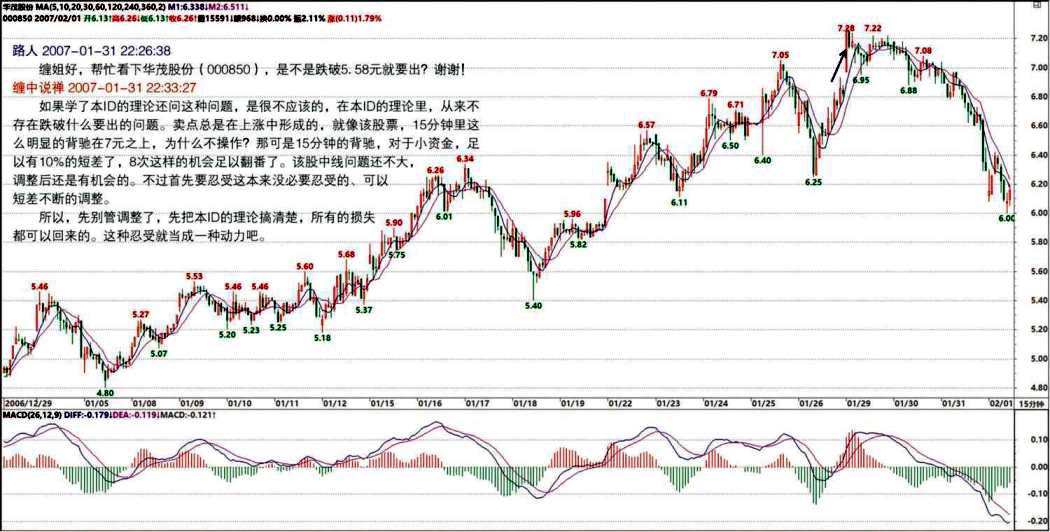 华茂股份 MA(5,10,20,30,60,120,240,360,2) M1:6.338↓M2:6.511↓
000850 2007/02/01 开6.13↑高6.26↓低6.13↑收6.26↑量15591↓额968↓换0.00% 振2.11% 涨(0.11)1.79%
路人 2007-01-31 22:26:38
缠姐好，帮忙看下华茂股份（000850），是不是跌破5.58元就要出？谢谢！
缠中说禅 2007-01-31 22:33:27
如果学了本ID的理论还问这种问题，是很不应该的，在本ID的理论里，从来不
存在跌破什么要出的问题。卖点总是在上涨中形成的，就像该股票，15分钟里这
么明显的背驰在7元之上，为什么不操作？那可是15分钟的背驰，对于小资金，足
以有10%的短差了，8次这样的机会足以翻番了。该股中线问题还不大，
调整后还是有机会的。不过首先要忍受这本来没必要忍受的、可以
短差不断的调整。
所以，先别管调整了，先把本ID的理论搞清楚，所有的损失
都可以回来的。这种忍受就当成一种动力吧。
7.28 7.22
7.05 7.08
6.95
6.88
6.79 6.71
6.57
6.50
6.40
6.34
6.26
6.25
6.11
6.01
6.00
5.96
5.90
5.82
5.75
5.68
5.60
5.53
5.46 5.46 5.46
5.40
5.37
5.27
5.25
5.23
5.20
5.18
5.07
4.80
7.20
7.00
6.80
6.60
6.40
6.20
6.00
5.80
5.60
5.40
5.20
5.00
4.80
2006/12/29 01/05 01/08 01/09 01/10 01/11 01/12 01/15 01/16 01/17 01/18 01/19 01/22 01/23 01/24 01/25 01/26 01/29 01/30 01/31 02/01 15分钟
MACD(26,12,9) DIFF:-0.179↓DEA:-0.119↓MACD:-0.121↑
0.10
0.00
-0.10
-0.20